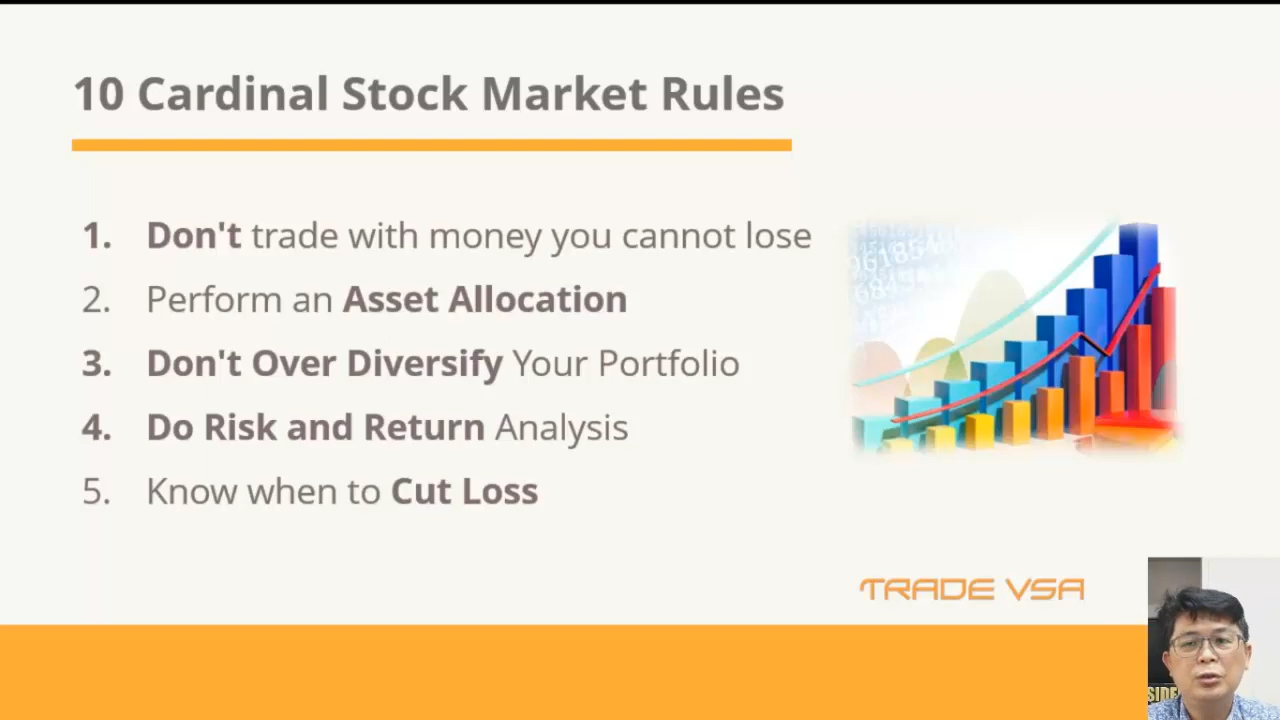 10 Cardinal Stock Market Rules
1. Don't trade with money you cannot lose
2. Perform an Asset Allocation
3. Don't Over Diversify Your Portfolio
4. Do Risk and Return Analysis
5. Know when to Cut Loss
TRADE VSA
SIDE